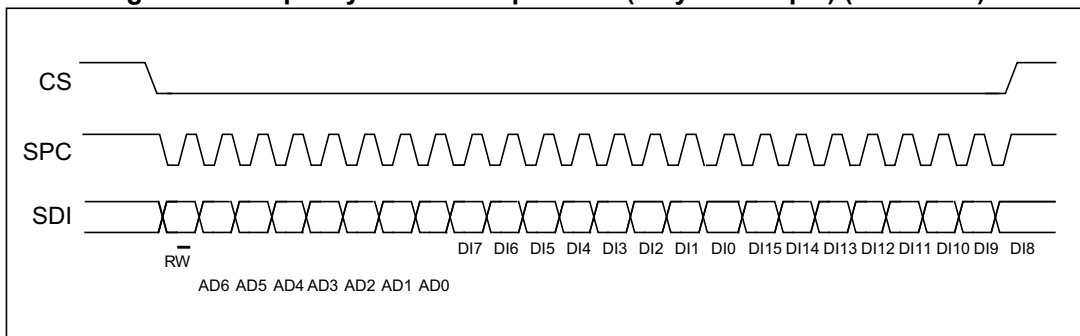 CS
SPC
SDI
DI7 DI6 DI5 DI4 DI3 DI2 DI1 DI0 DI15 DI14 DI13 DI12 DI11 DI10 DI9 DI8
RW
AD6 AD5 AD4 AD3 AD2 AD1 AD0